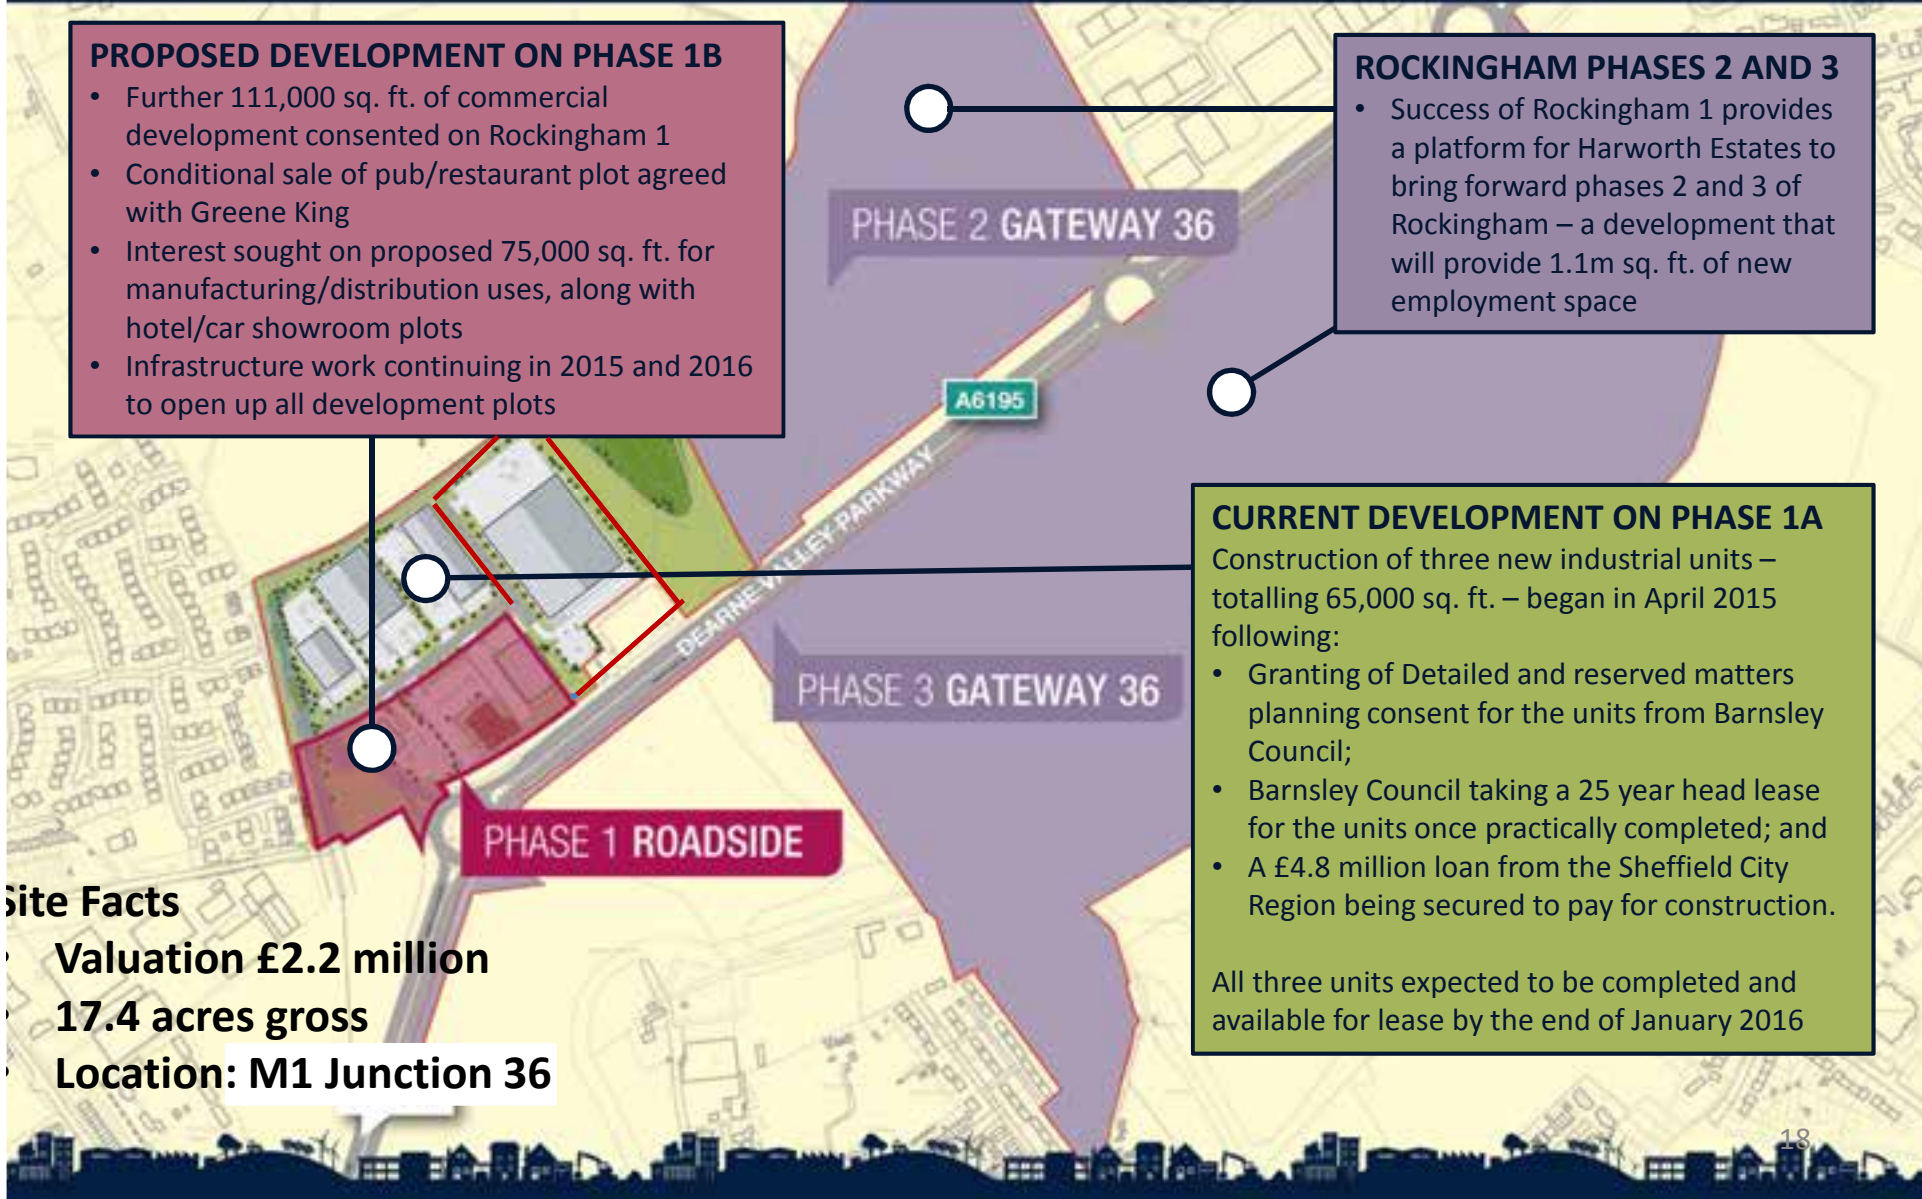 PROPOSED DEVELOPMENT ON PHASE 1B
• Further 111,000 sq. ft. of commercial
development consented on Rockingham 1
• Conditional sale of pub/restaurant plot agreed
with Greene King
• Interest sought on proposed 75,000 sq. ft. for
manufacturing/distribution uses, along with
hotel/car showroom plots
• Infrastructure work continuing in 2015 and 2016
to open up all development plots
ROCKINGHAM PHASES 2 AND 3
• Success of Rockingham 1 provides
a platform for Harworth Estates to
bring forward phases 2 and 3 of
Rockingham – a development that
will provide 1.1m sq. ft. of new
employment space
PHASE 2 GATEWAY 36
A6195
DEARNE VALLEY PARKWAY
PHASE 3 GATEWAY 36
PHASE 1 ROADSIDE
CURRENT DEVELOPMENT ON PHASE 1A
Construction of three new industrial units –
totalling 65,000 sq. ft. – began in April 2015
following:
• Granting of Detailed and reserved matters
planning consent for the units from Barnsley
Council;
• Barnsley Council taking a 25 year head lease
for the units once practically completed; and
• A £4.8 million loan from the Sheffield City
Region being secured to pay for construction.
All three units expected to be completed and
available for lease by the end of January 2016
Site Facts
• Valuation £2.2 million
• 17.4 acres gross
• Location: M1 Junction 36
18